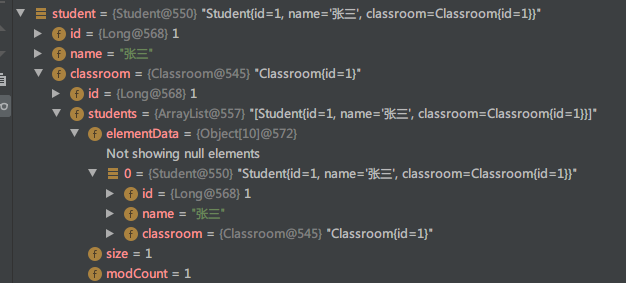 student = {Student@550} "Student{id=1, name='张三', classroom=Classroom{id=1}}"
f id = {Long@568} 1
f name = "张三"
f classroom = {Classroom@545} "Classroom{id=1}"
f id = {Long@568} 1
f students = {ArrayList@557} "[Student{id=1, name='张三', classroom=Classroom{id=1}}]"
f elementData = {Object[10]@572}
Not showing null elements
0 = {Student@550} "Student{id=1, name='张三', classroom=Classroom{id=1}}"
f id = {Long@568} 1
f name = "张三"
f classroom = {Classroom@545} "Classroom{id=1}"
f size = 1
f modCount = 1